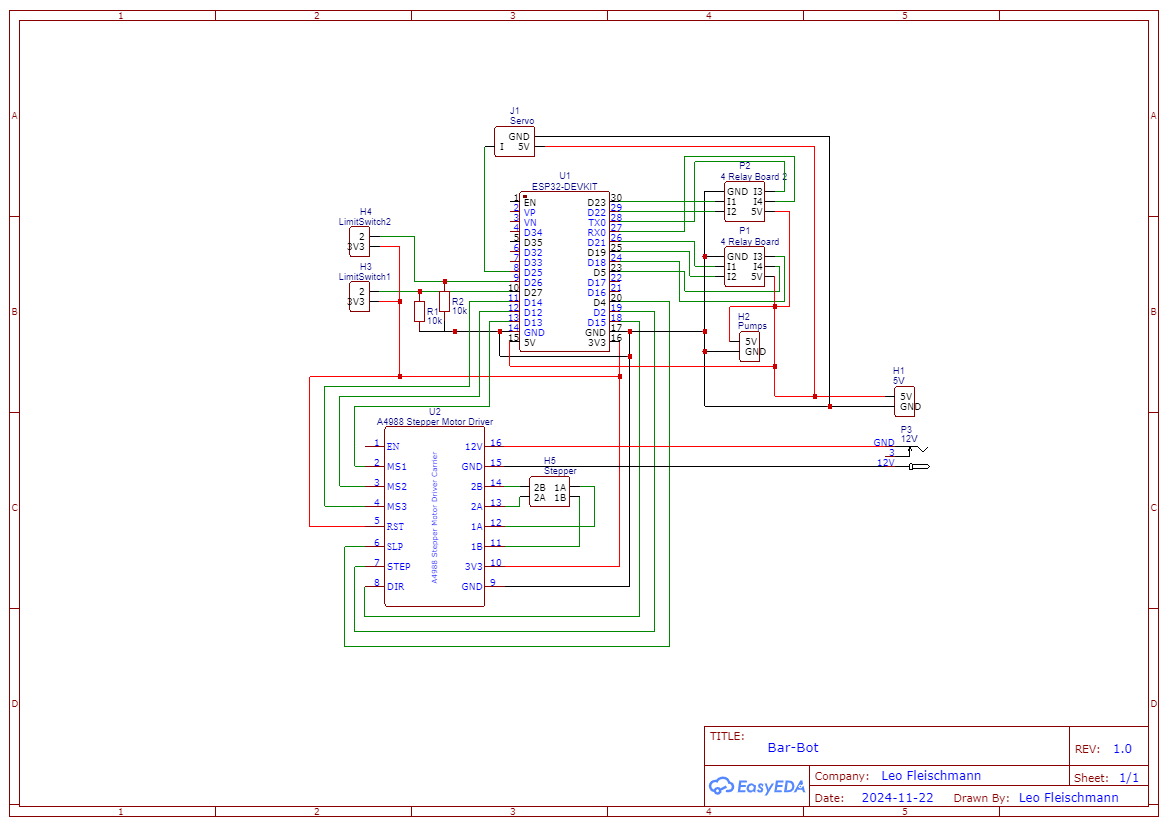 1 2 3 4 5
A A
J1
Servo
GND
I 5V
U1
ESP32-DEVKIT
1 EN D23 30
2 VP D22 29
3 VN TX0 28
4 D34 RX0 27
5 D35 D21 26
6 D32 D19 25
7 D33 D18 24
8 D25 D5 23
9 D26 D17 22
10 D27 D16 21
11 D14 D4 20
12 D12 D2 19
13 D13 D15 18
14 GND GND 17
15 5V 3V3 16
P2
4 Relay Board 2
GND I3
I1 I4
I2 5V
P1
4 Relay Board
GND I3
I1 I4
I2 5V
H4
LimitSwitch2
2
3V3
H3
LimitSwitch1
2
3V3
B B
R1
10k
R2
10k
H2
Pumps
5V
GND
H1
5V
5V
GND
P3
12V
GND
3
12V
U2
A4988 Stepper Motor Driver
A4988 Stepper Motor Driver Carrier
1 EN 12V 16
2 MS1 GND 15
3 MS2 2B 14
4 MS3 2A 13
5 RST 1A 12
6 SLP 1B 11
7 STEP 3V3 10
8 DIR GND 9
H5
Stepper
2B 1A
2A 1B
C C
D D
TITLE:
Bar-Bot
REV: 1.0
EasyEDA
Company: Leo Fleischmann
Sheet: 1/1
Date: 2024-11-22 Drawn By: Leo Fleischmann
1 2 3 4 5